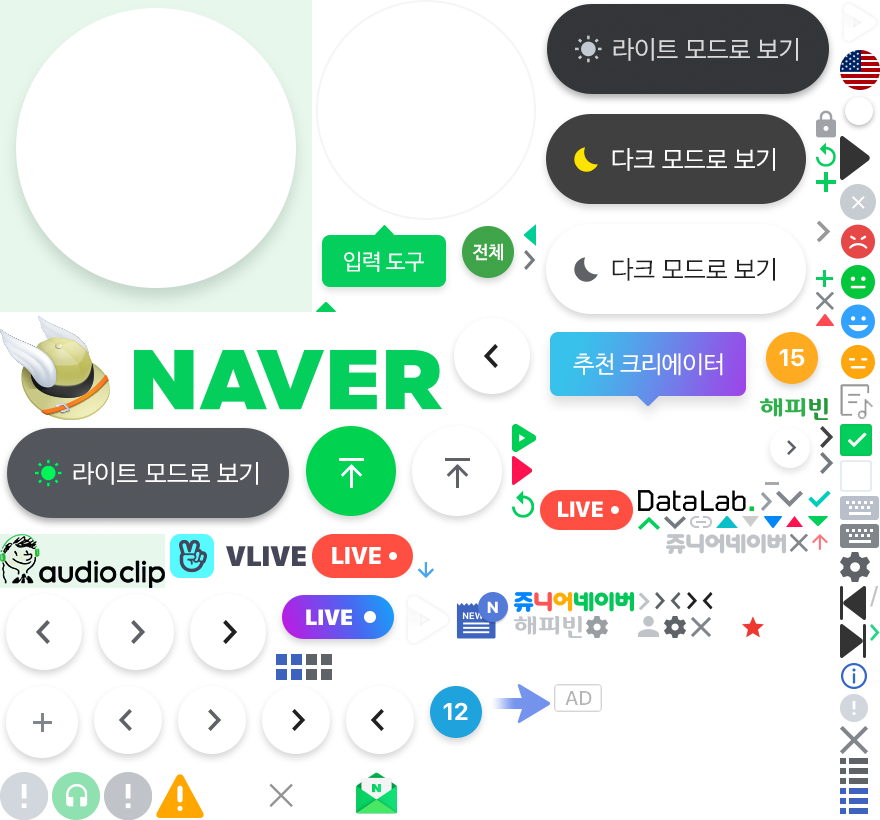 라이트 모드로 보기
다크 모드로 보기
입력 도구
전체
다크 모드로 보기
NAVER
추천 크리에이터
15
해피빈
라이트 모드로 보기
LIVE
DataLab.
쥬니어네이버
audioclip
VLIVE
LIVE
LIVE
NEWS
N
쥬니어네이버
해피빈
12
AD
N